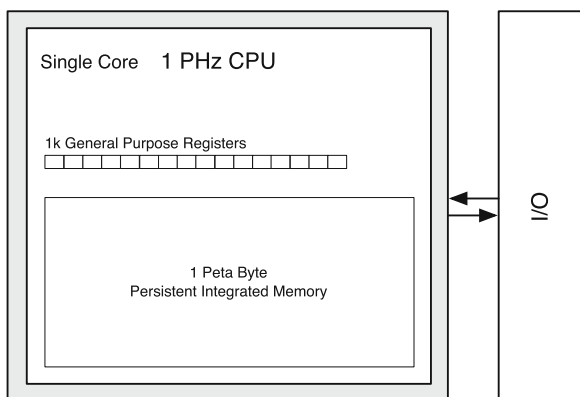 Single Core 1 PHz CPU
1k General Purpose Registers
1 Peta Byte
Persistent Integrated Memory
I/O